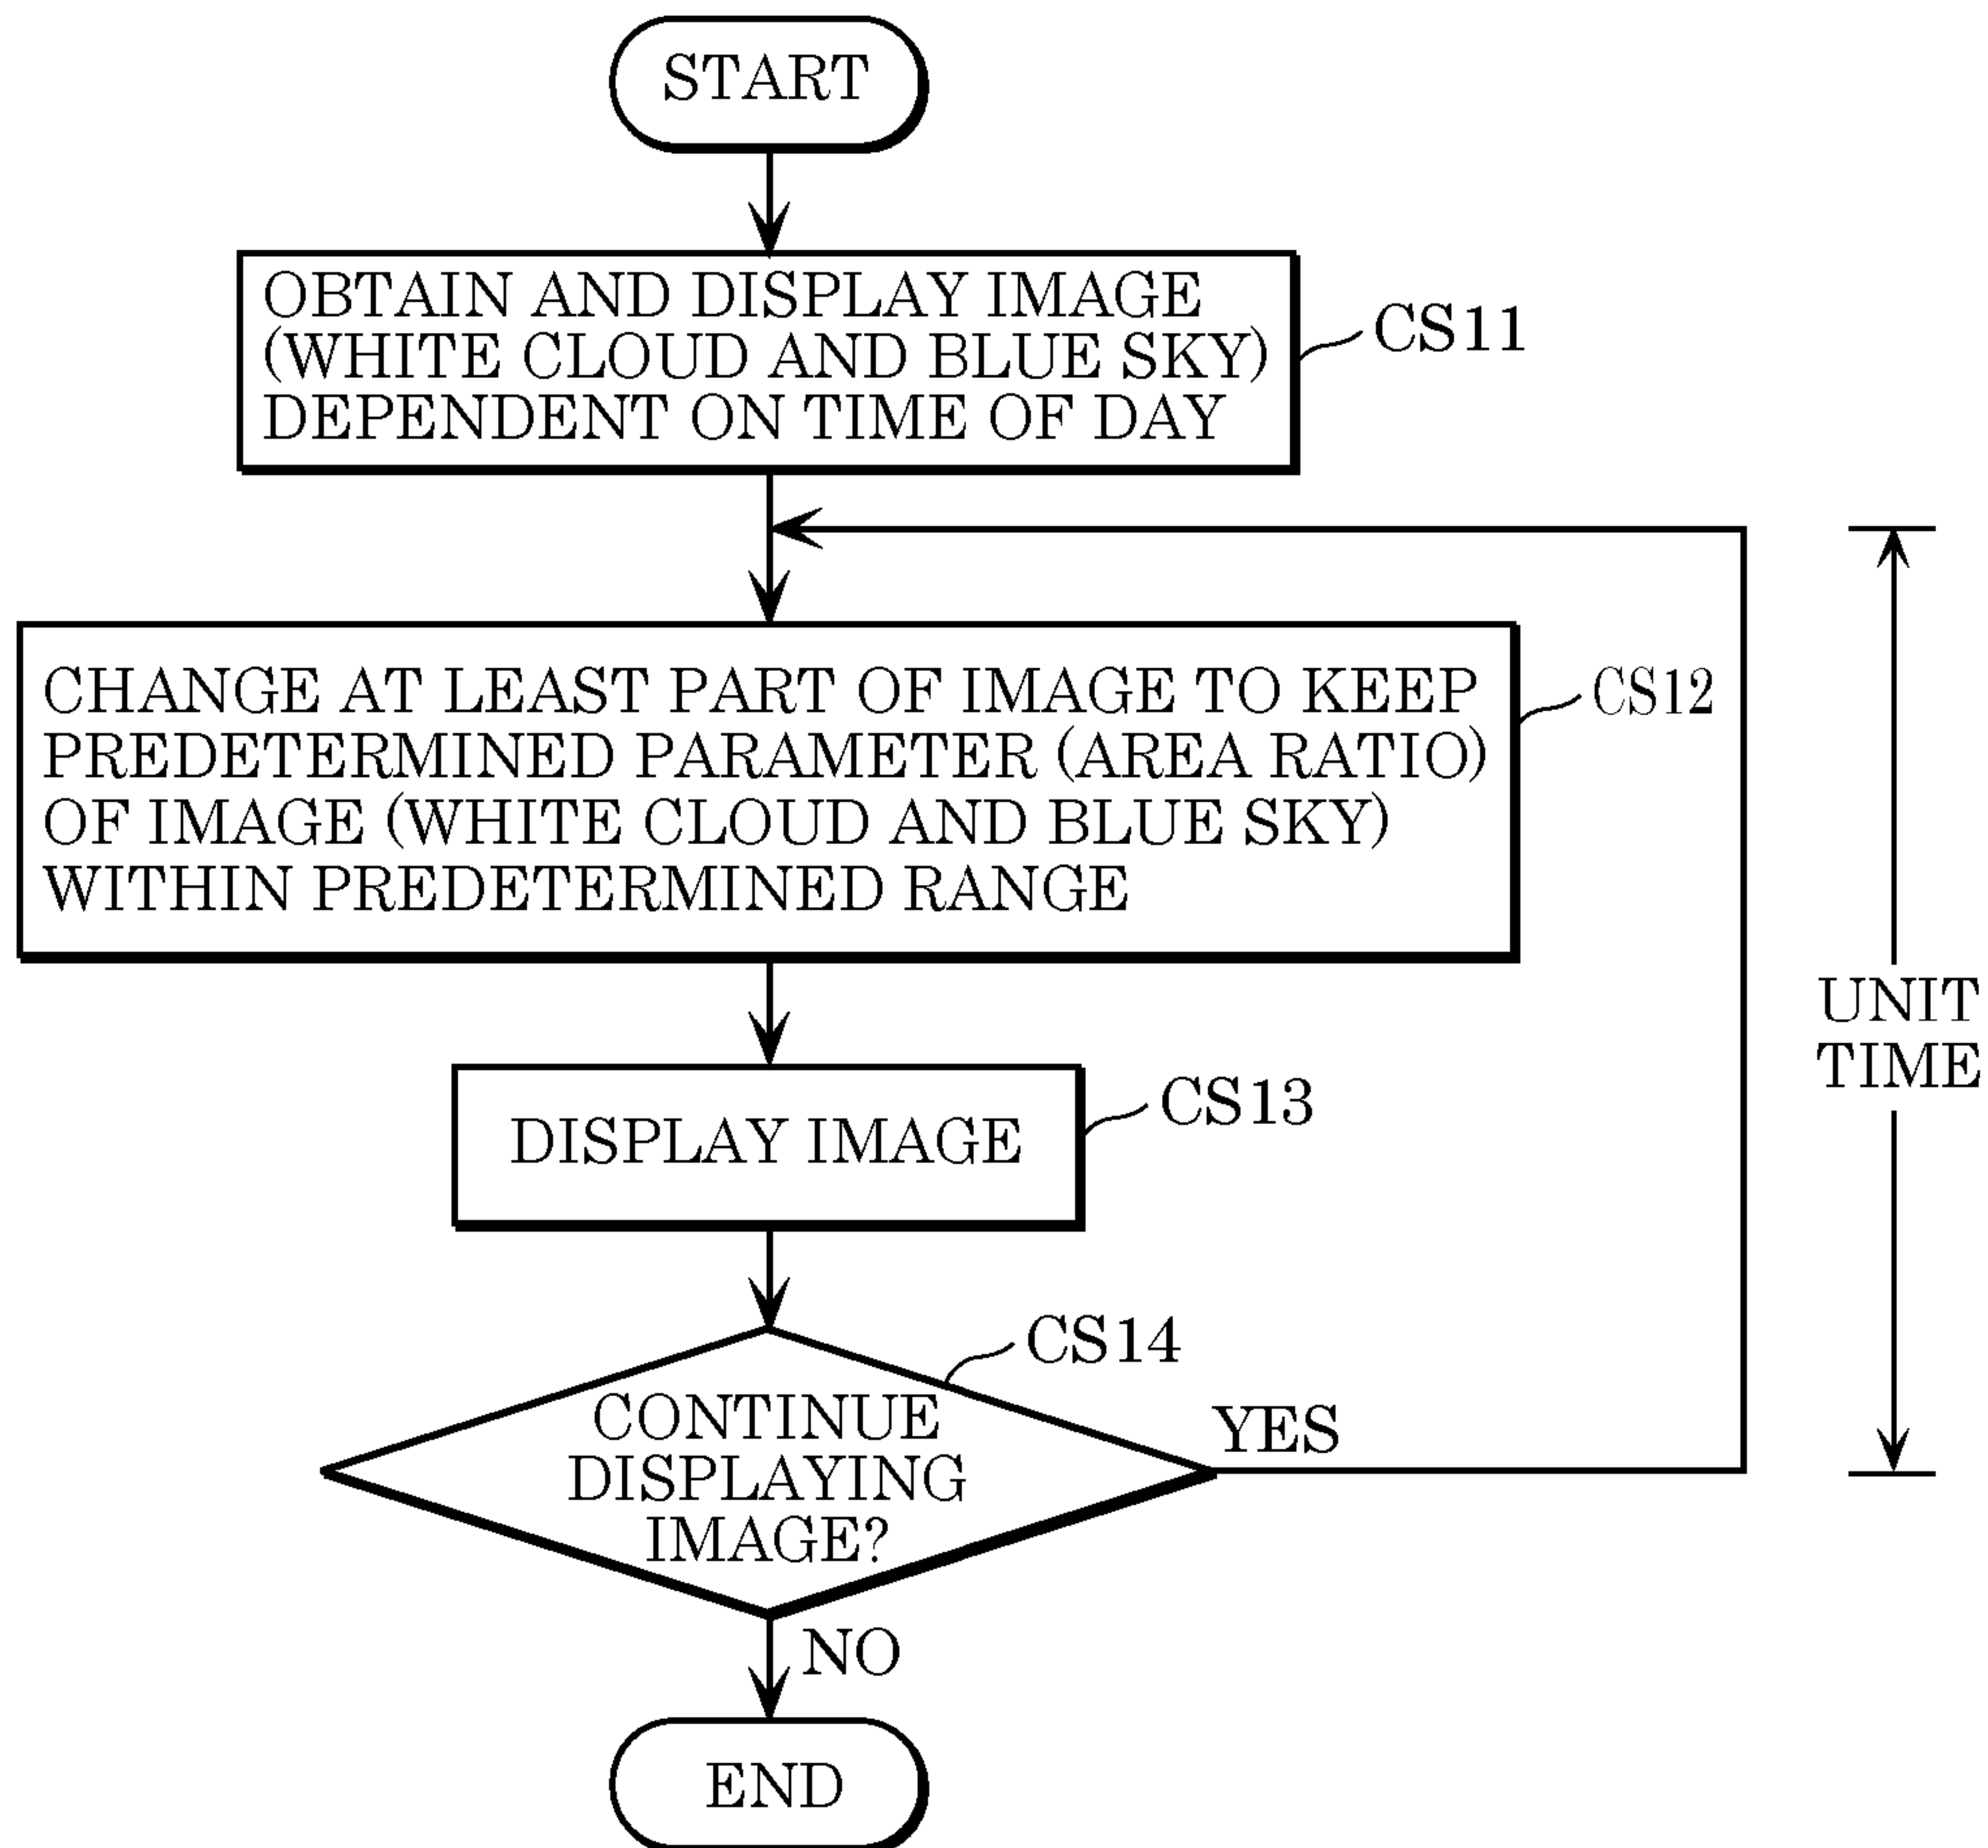 START
OBTAIN AND DISPLAY IMAGE
(WHITE CLOUD AND BLUE SKY)
DEPENDENT ON TIME OF DAY
CS11
CHANGE AT LEAST PART OF IMAGE TO KEEP
PREDETERMINED PARAMETER (AREA RATIO)
OF IMAGE (WHITE CLOUD AND BLUE SKY)
WITHIN PREDETERMINED RANGE
CS12
UNIT
TIME
DISPLAY IMAGE
CS13
CS14
CONTINUE
DISPLAYING
IMAGE?
YES
NO
END